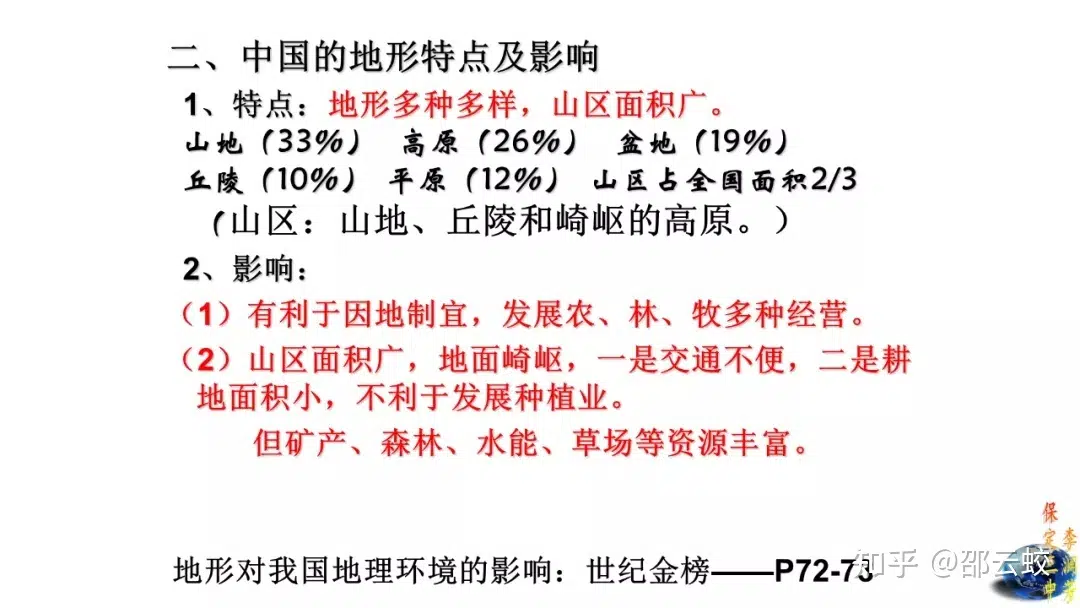 二、中国的地形特点及影响
1、特点：地形多种多样，山区面积广。
山地（33%） 高原（26%） 盆地（19%）
丘陵（10%） 平原（12%） 山区占全国面积2/3
（山区：山地、丘陵和崎岖的高原。）
2、影响：
（1）有利于因地制宜，发展农、林、牧多种经营。
（2）山区面积广，地面崎岖，一是交通不便，二是耕
地面积小，不利于发展种植业。
但矿产、森林、水能、草场等资源丰富。
地形对我国地理环境的影响：世纪金榜——P72-73
知乎 @邵云蛟
保定二中
李